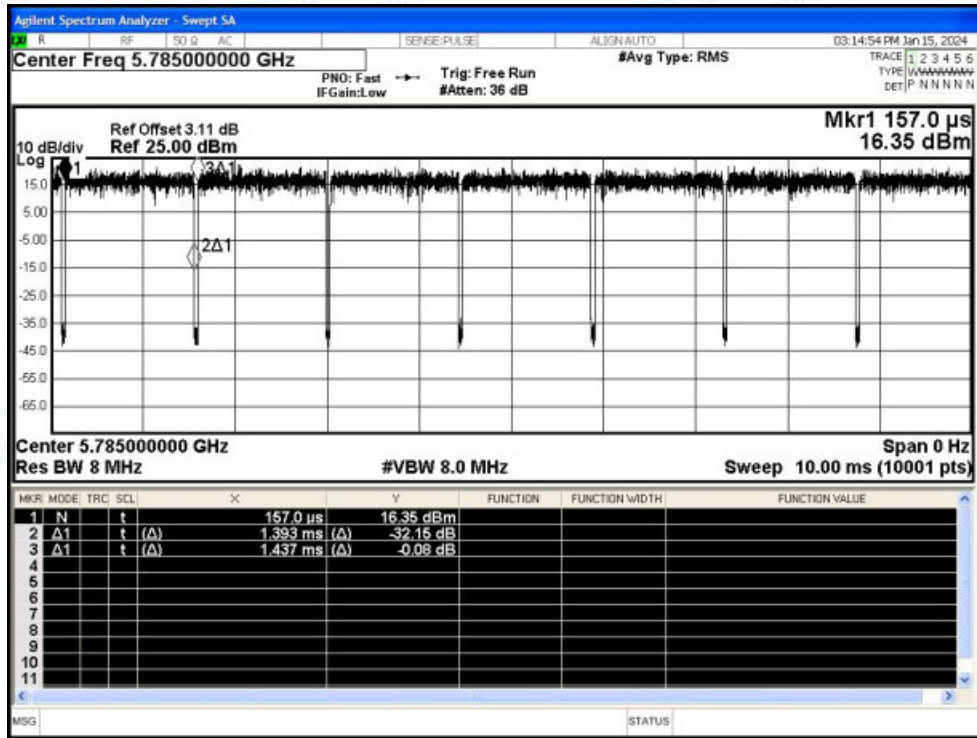 Agilent Spectrum Analyzer - Swept SA
R RF 50 Ω AC SENSE:PULSE ALIGN AUTO 03:14:54 PM Jan 15, 2024
Center Freq 5.785000000 GHz #Avg Type: RMS TRACE 1 2 3 4 5 6
PNO: Fast Trig: Free Run TYPE
IFGain:Low #Atten: 36 dB DET P N N N N N
Mkr1 157.0 µs
Ref Offset 3.11 dB
10 dB/div Ref 25.00 dBm 16.35 dBm
Log
1 3Δ1
15.0
5.00
-5.00
2Δ1
-15.0
-25.0
-35.0
-45.0
-55.0
-65.0
Center 5.785000000 GHz Span 0 Hz
Res BW 8 MHz #VBW 8.0 MHz Sweep 10.00 ms (10001 pts)
MKR MODE TRC SCL X Y FUNCTION FUNCTION WIDTH FUNCTION VALUE
1 N t 157.0 µs 16.35 dBm
2 Δ1 t (Δ) 1.393 ms (Δ) -32.15 dB
3 Δ1 t (Δ) 1.437 ms (Δ) -0.08 dB
4
5
6
7
8
9
10
11
MSG STATUS